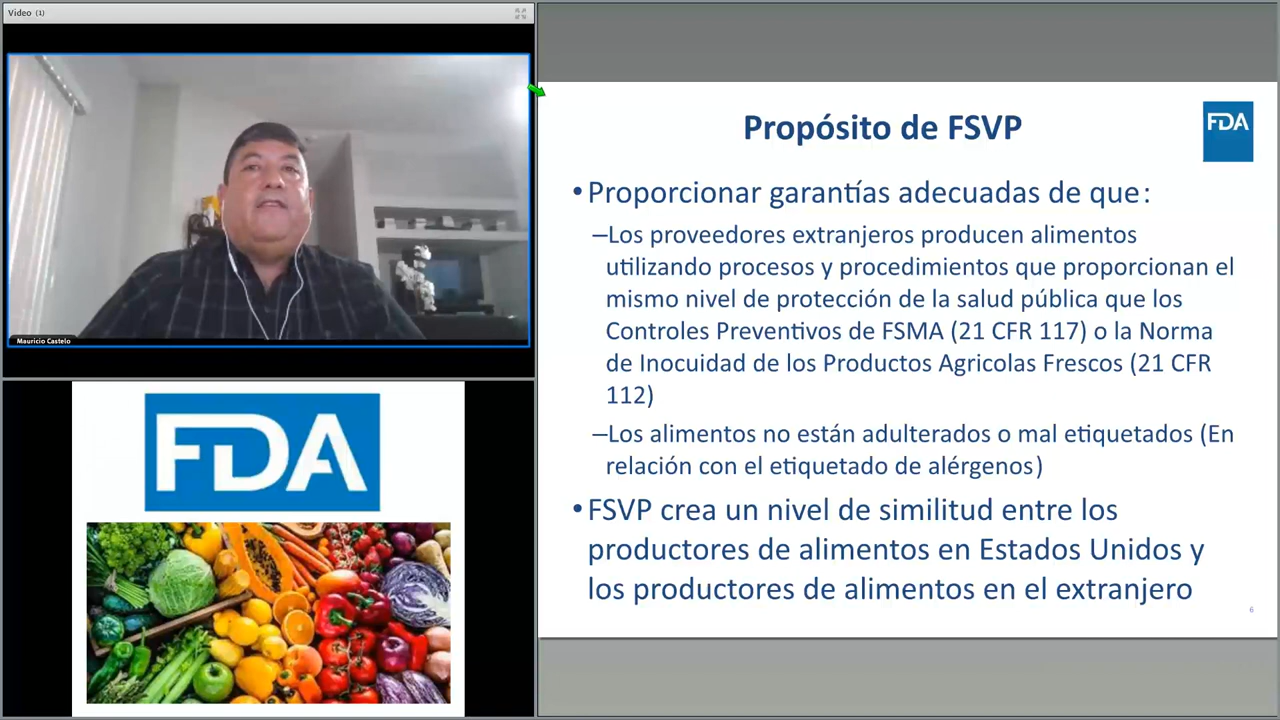 Video (1)
Mauricio Castelo
FDA
Propósito de FSVP
FDA
•Proporcionar garantías adecuadas de que:
–Los proveedores extranjeros producen alimentos
utilizando procesos y procedimientos que proporcionan el
mismo nivel de protección de la salud pública que los
Controles Preventivos de FSMA (21 CFR 117) o la Norma
de Inocuidad de los Productos Agricolas Frescos (21 CFR
112)
–Los alimentos no están adulterados o mal etiquetados (En
relación con el etiquetado de alérgenos)
•FSVP crea un nivel de similitud entre los
productores de alimentos en Estados Unidos y
los productores de alimentos en el extranjero
6